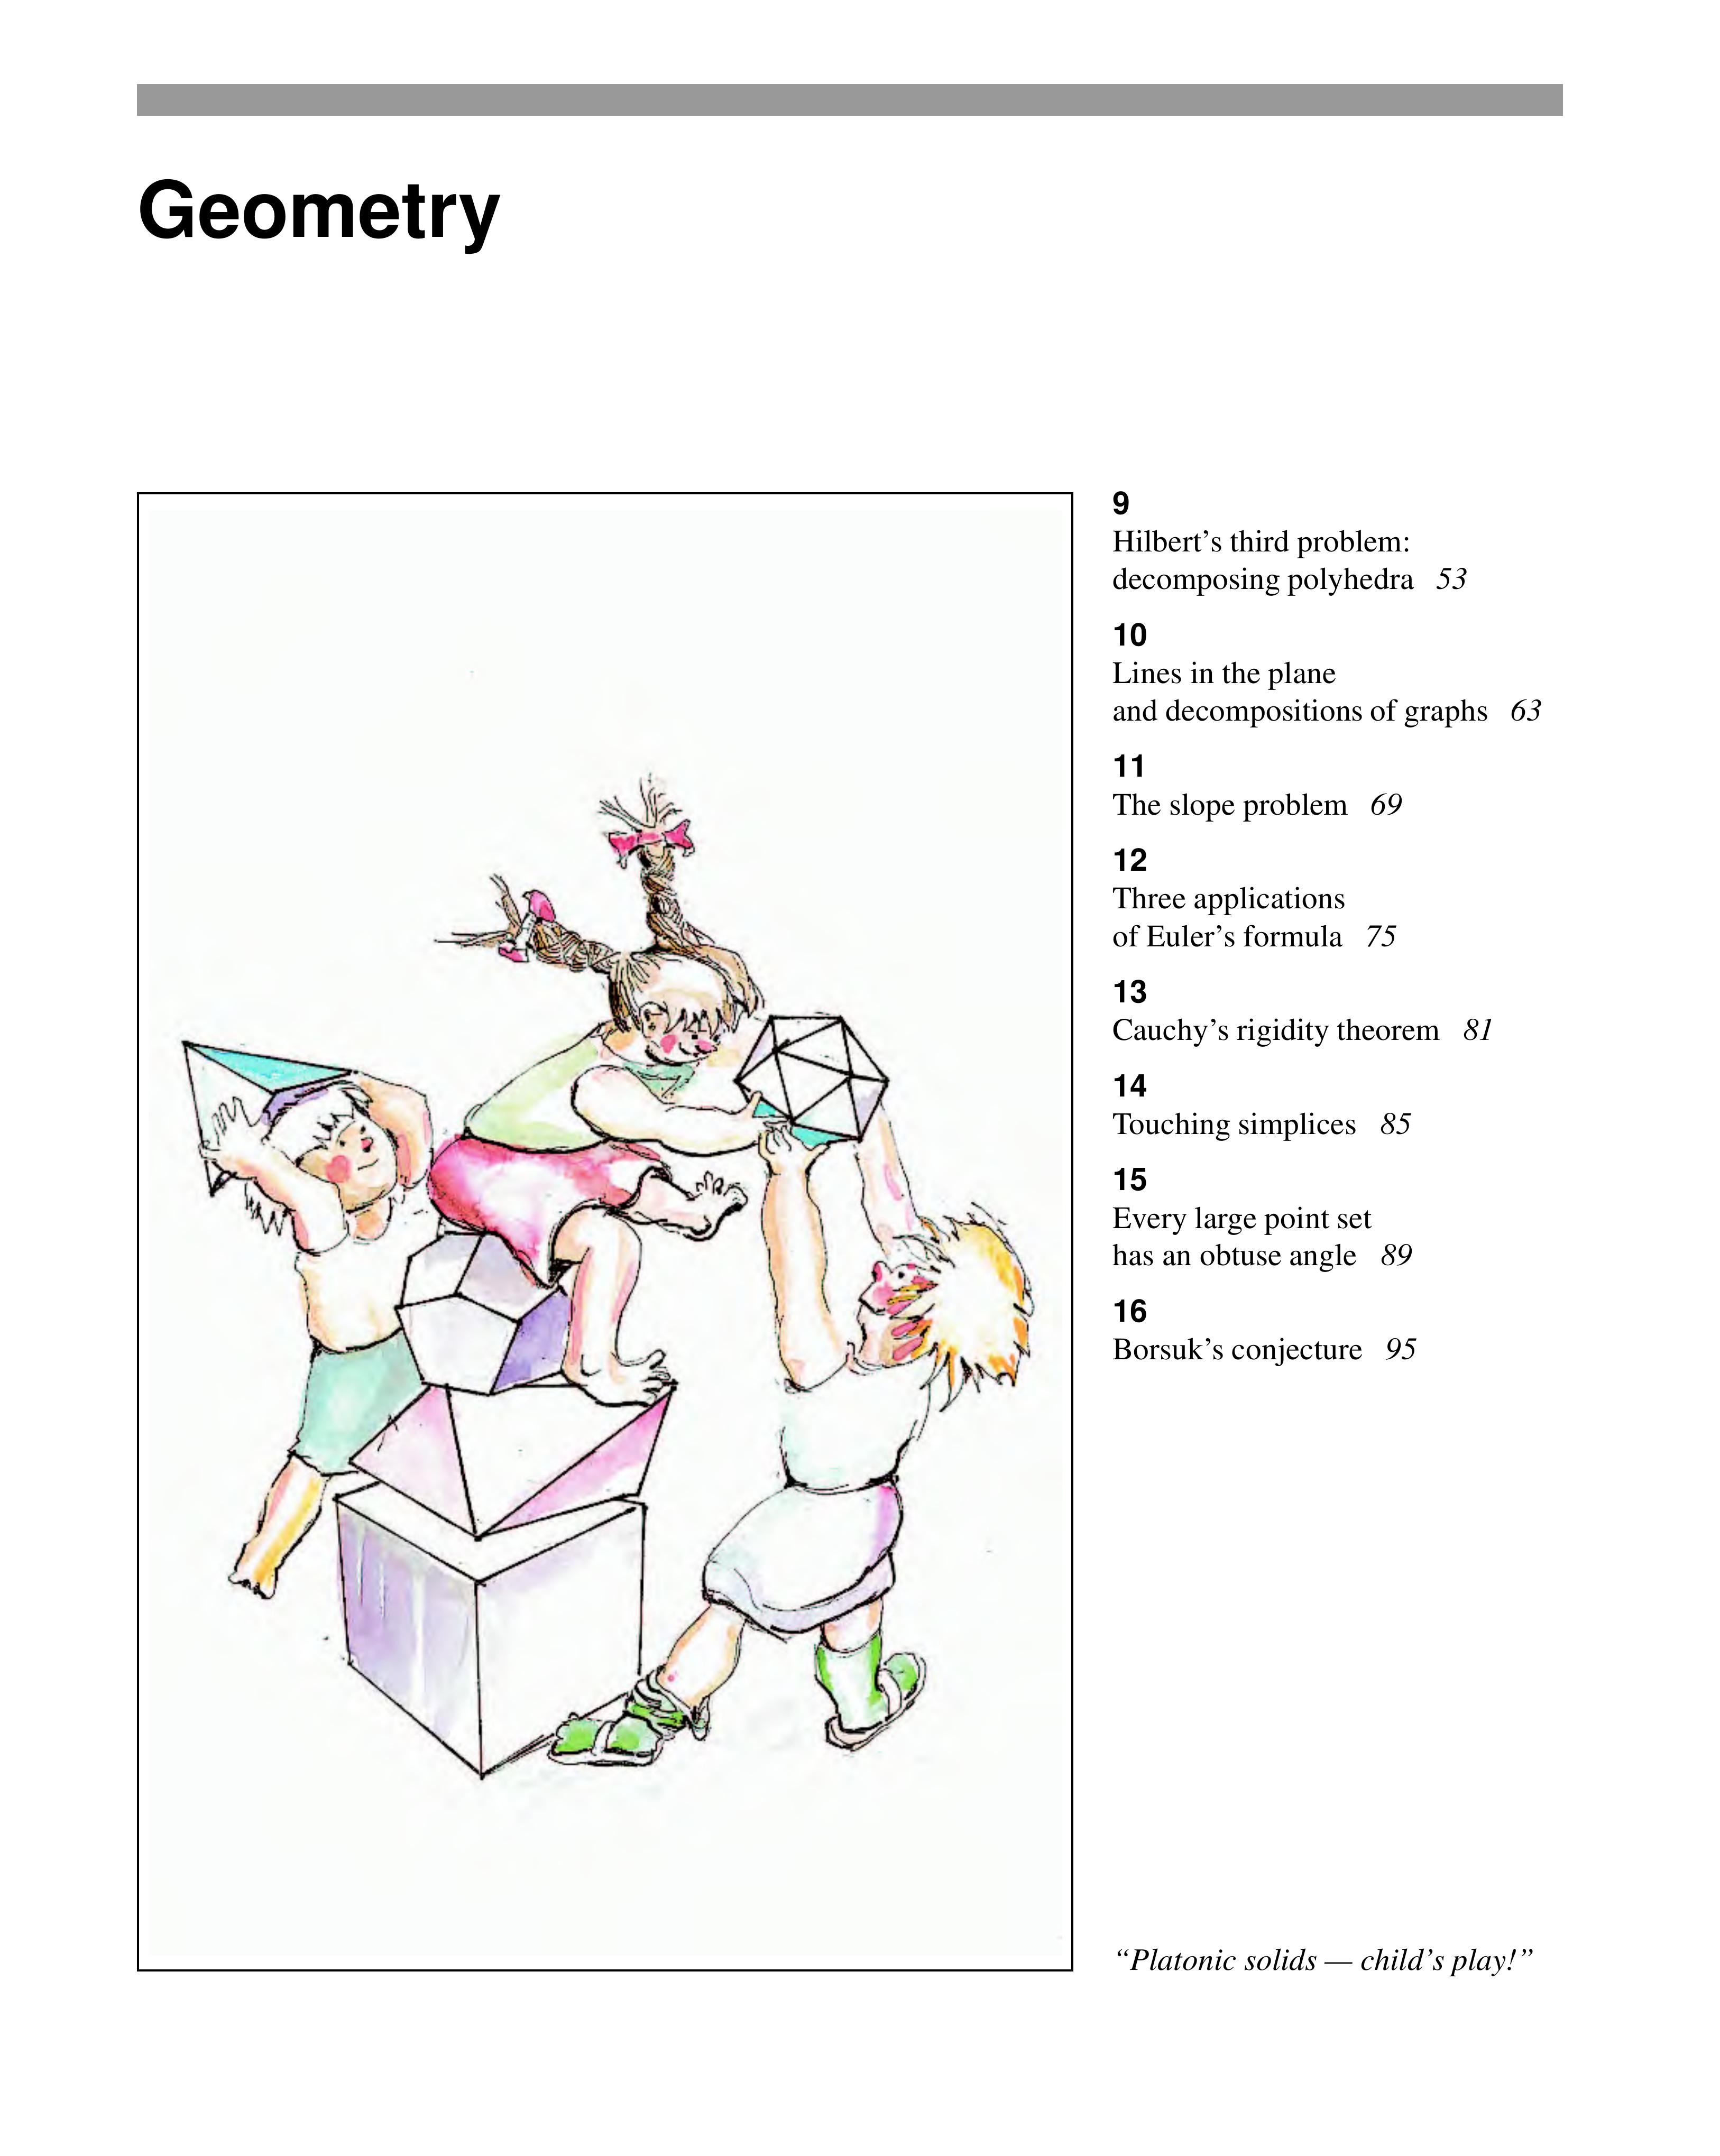 Geometry
9
Hilbert’s third problem:
decomposing polyhedra 53
10
Lines in the plane
and decompositions of graphs 63
11
The slope problem 69
12
Three applications
of Euler’s formula 75
13
Cauchy’s rigidity theorem 81
14
Touching simplices 85
15
Every large point set
has an obtuse angle 89
16
Borsuk’s conjecture 95
“Platonic solids — child’s play!”